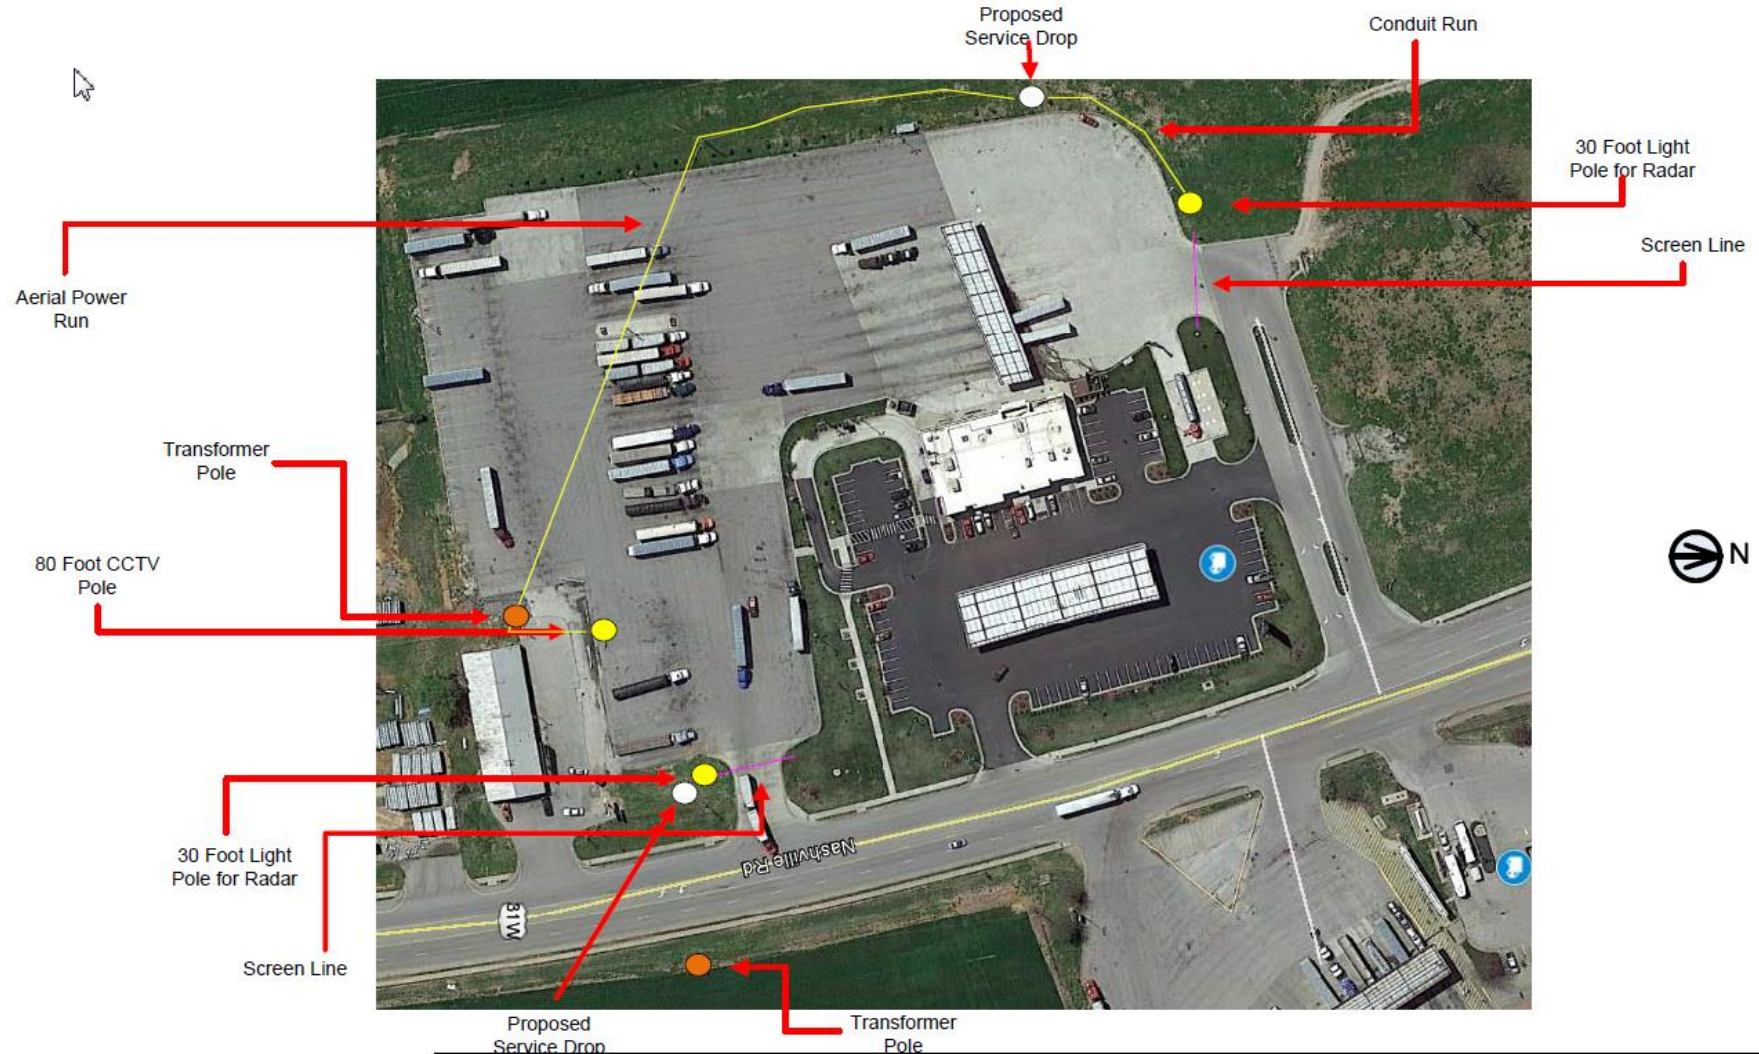 Proposed
Service Drop
Conduit Run
30 Foot Light
Pole for Radar
Screen Line
Aerial Power
Run
Transformer
Pole
80 Foot CCTV
Pole
N
30 Foot Light
Pole for Radar
Nashville Rd
31W
Screen Line
Proposed
Service Drop
Transformer
Pole